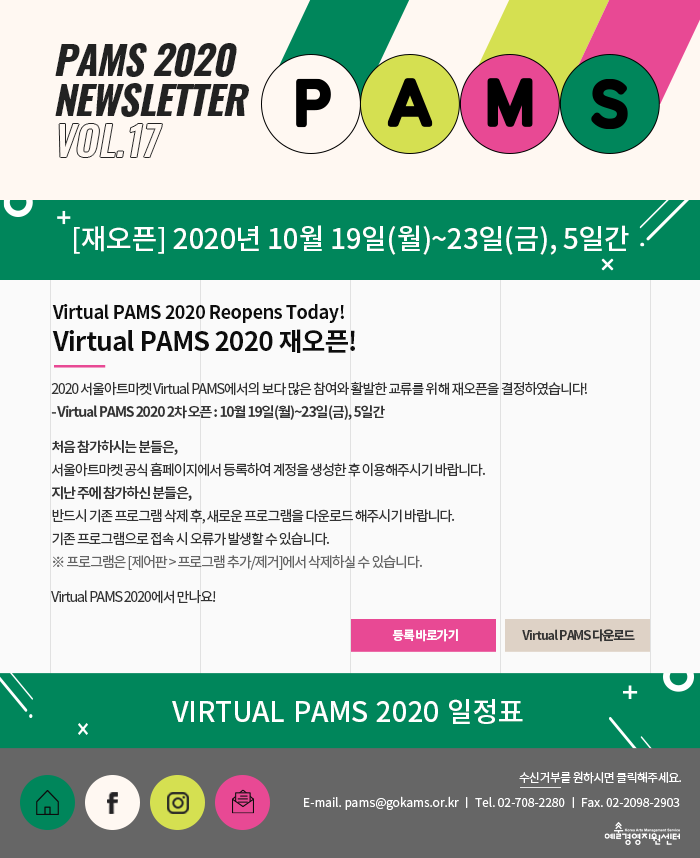 PAMS 2020
NEWSLETTER
VOL.17
PAMS
[재오픈] 2020년 10월 19일(월)~23일(금), 5일간
Virtual PAMS 2020 Reopens Today!
Virtual PAMS 2020 재오픈!
2020 서울아트마켓 Virtual PAMS에서의 보다 많은 참여와 활발한 교류를 위해 재오픈을 결정하였습니다!
- Virtual PAMS 2020 2차 오픈 : 10월 19일(월)~23일(금), 5일간
처음 참가하시는 분들은,
서울아트마켓 공식 홈페이지에서 등록하여 계정을 생성한 후 이용해주시기 바랍니다.
지난 주에 참가하신 분들은,
반드시 기존 프로그램 삭제 후, 새로운 프로그램을 다운로드 해주시기 바랍니다.
기존 프로그램으로 접속 시 오류가 발생할 수 있습니다.
※ 프로그램은 [제어판 > 프로그램 추가/제거]에서 삭제하실 수 있습니다.
Virtual PAMS 2020에서 만나요!
등록 바로가기 Virtual PAMS 다운로드
VIRTUAL PAMS 2020 일정표
수신거부를 원하시면 클릭해주세요.
E-mail. pams@gokams.or.kr | Tel. 02-708-2280 | Fax. 02-2098-2903
Korea Arts Management Service
예술경영지원센터